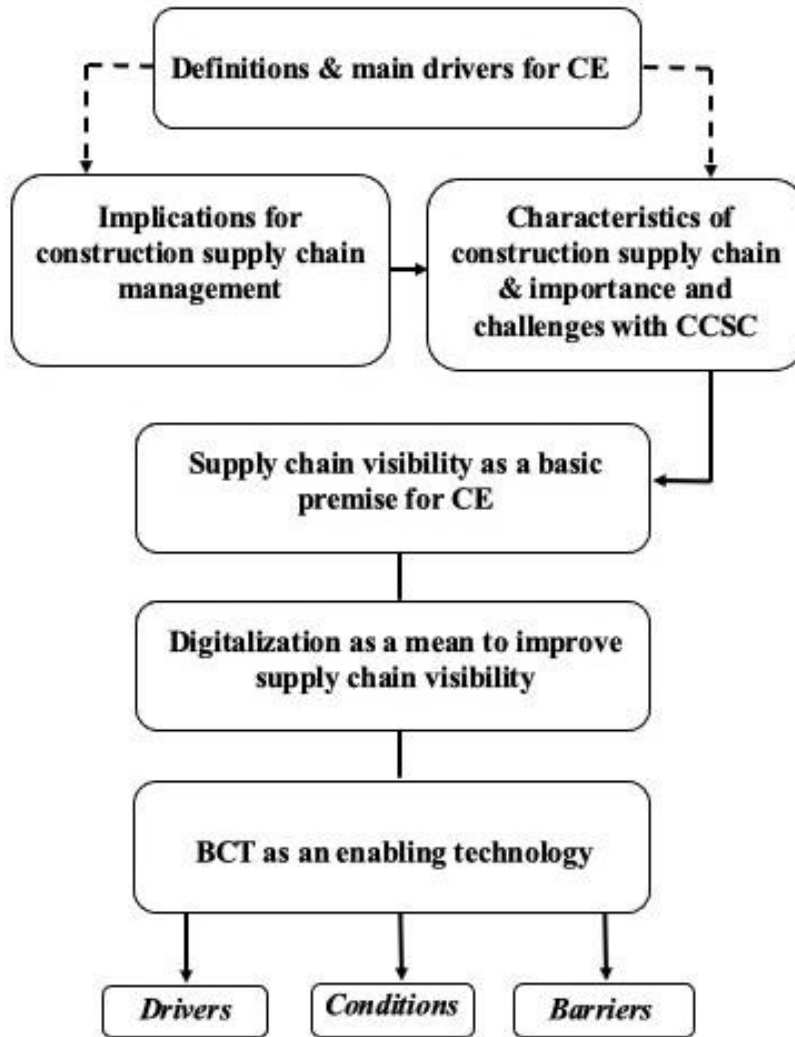 Definitions & main drivers for CE
Implications for
construction supply chain
management
Characteristics of
construction supply chain
& importance and
challenges with CCSC
Supply chain visibility as a basic
premise for CE
Digitalization as a mean to improve
supply chain visibility
BCT as an enabling technology
Drivers
Conditions
Barriers